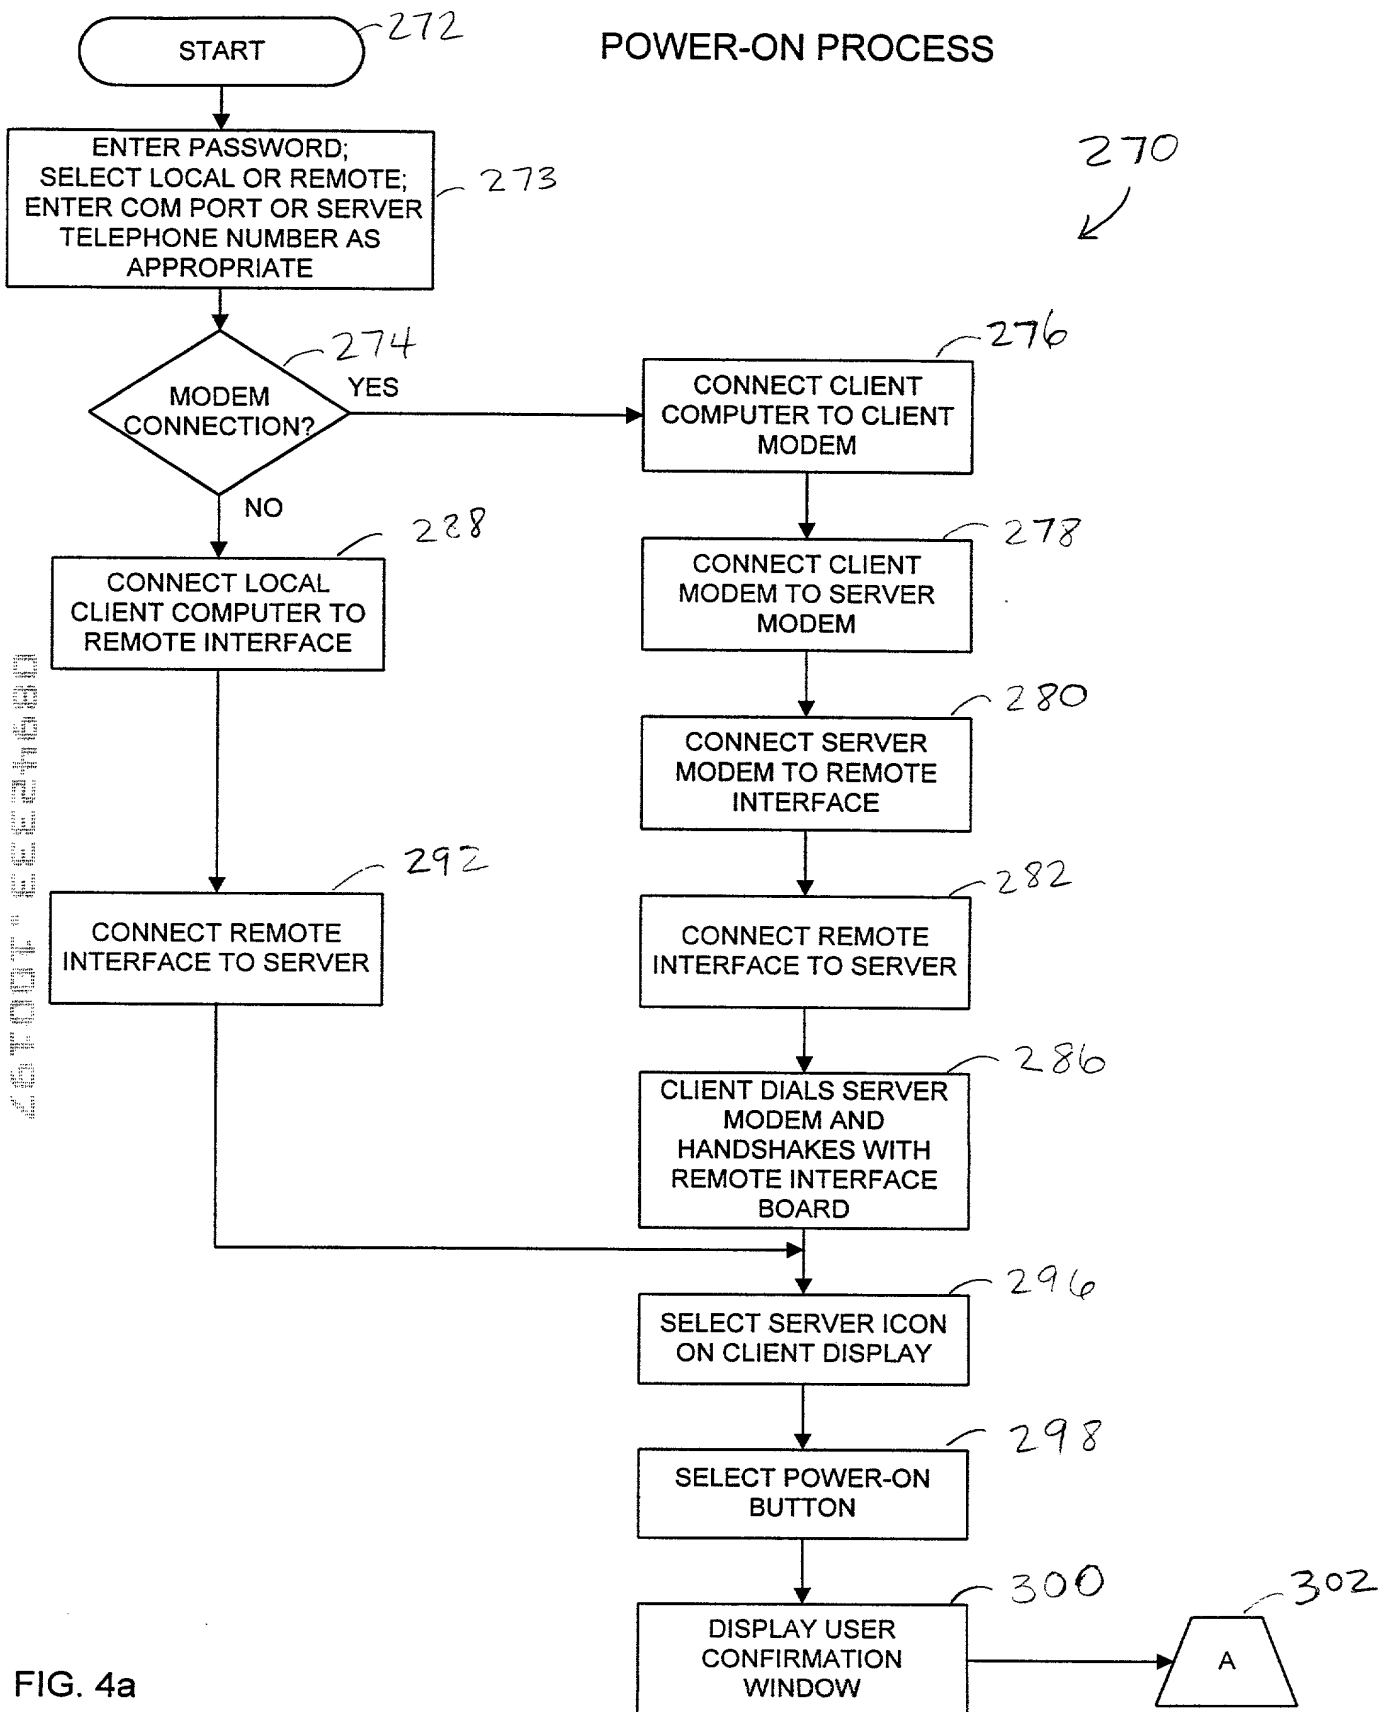 START
272
POWER-ON PROCESS
ENTER PASSWORD;
SELECT LOCAL OR REMOTE;
ENTER COM PORT OR SERVER
TELEPHONE NUMBER AS
APPROPRIATE
273
270
274
MODEM
CONNECTION?
YES
NO
276
CONNECT CLIENT
COMPUTER TO CLIENT
MODEM
288
CONNECT LOCAL
CLIENT COMPUTER TO
REMOTE INTERFACE
278
CONNECT CLIENT
MODEM TO SERVER
MODEM
280
CONNECT SERVER
MODEM TO REMOTE
INTERFACE
292
CONNECT REMOTE
INTERFACE TO SERVER
282
CONNECT REMOTE
INTERFACE TO SERVER
286
CLIENT DIALS SERVER
MODEM AND
HANDSHAKES WITH
REMOTE INTERFACE
BOARD
296
SELECT SERVER ICON
ON CLIENT DISPLAY
298
SELECT POWER-ON
BUTTON
300
DISPLAY USER
CONFIRMATION
WINDOW
302
A
FIG. 4a